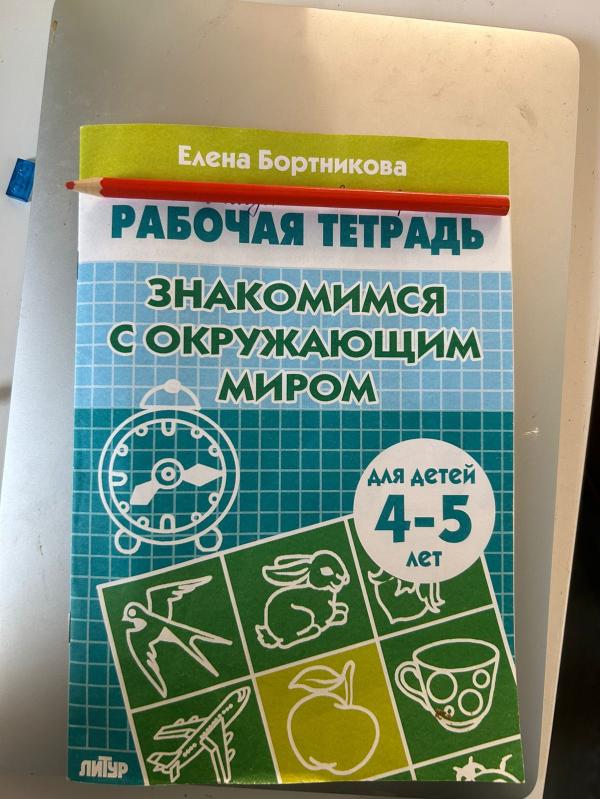 Елена Бортникова
РАБОЧАЯ ТЕТРАДЬ
ЗНАКОМИМСЯ
С ОКРУЖАЮЩИМ
МИРОМ
для детей
4-5
лет
ЛИТУР